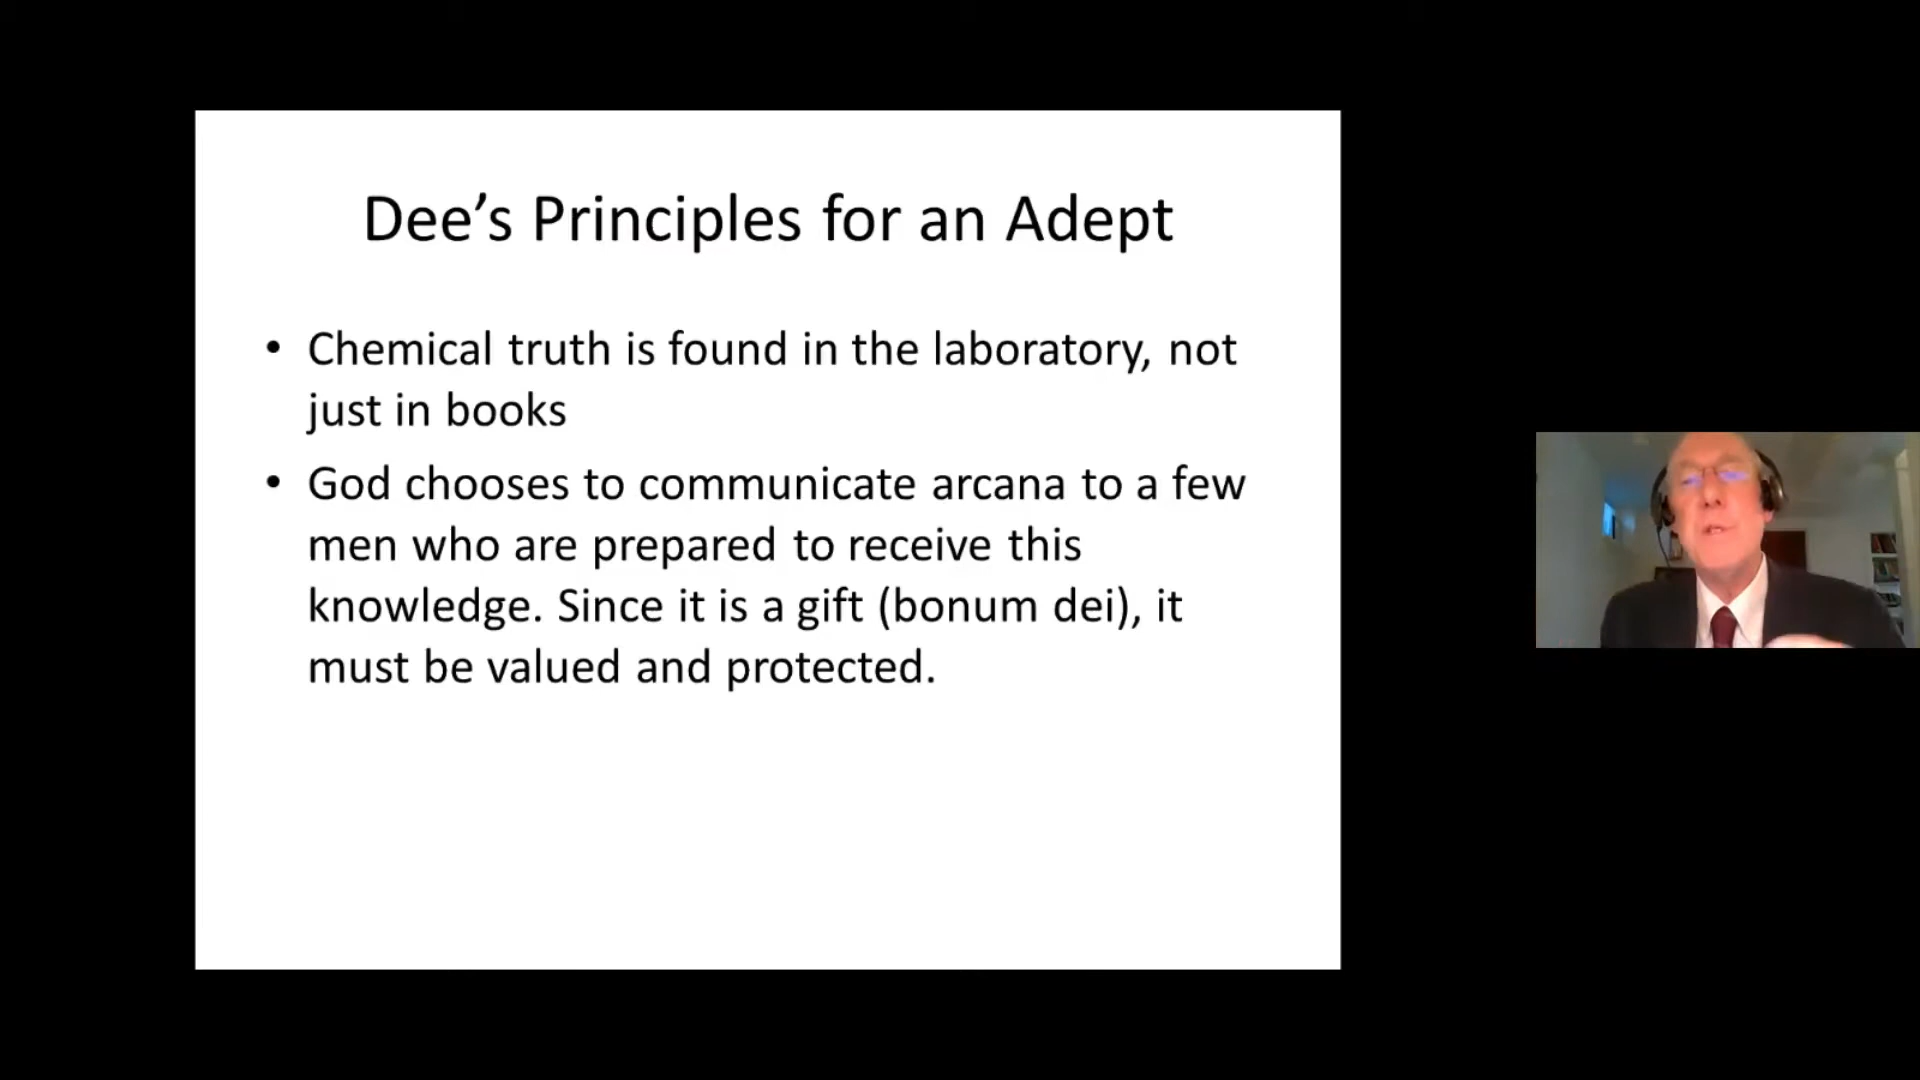 Dee’s Principles for an Adept
• Chemical truth is found in the laboratory, not
just in books
• God chooses to communicate arcana to a few
men who are prepared to receive this
knowledge. Since it is a gift (bonum dei), it
must be valued and protected.